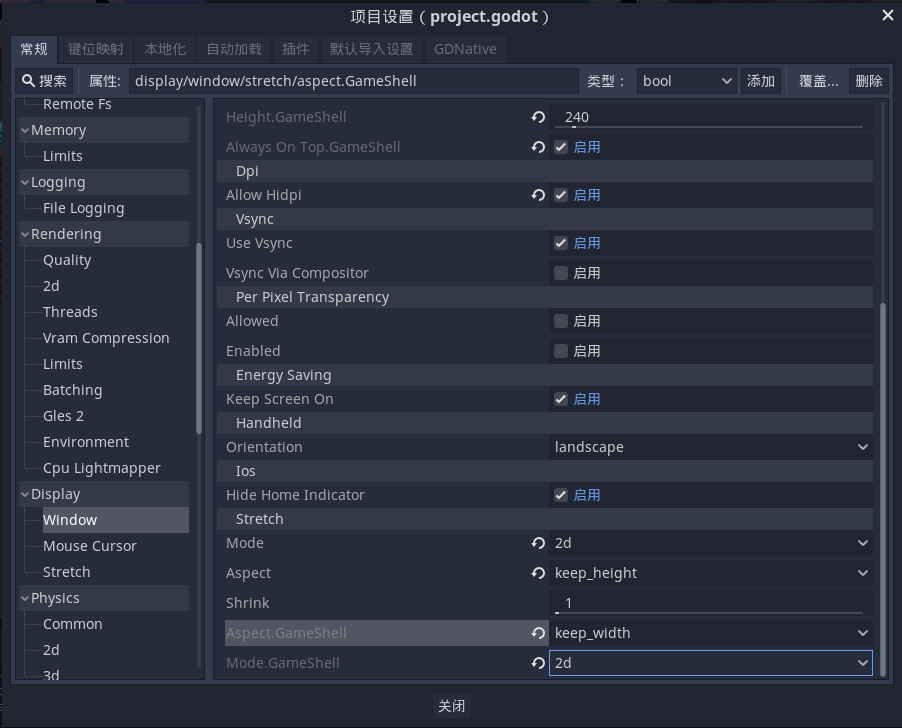 项目设置（project.godot）
常规 键位映射 本地化 自动加载 插件 默认导入设置 GDNative
搜索 属性: display/window/stretch/aspect.GameShell 类型： bool 添加 覆盖... 删除
Remote Fs
Memory
Limits
Logging
File Logging
Rendering
Quality
2d
Threads
Vram Compression
Limits
Batching
Gles 2
Environment
Cpu Lightmapper
Display
Window
Mouse Cursor
Stretch
Physics
Common
2d
3d
Height.GameShell 240
Always On Top.GameShell 启用
Dpi
Allow Hidpi 启用
Vsync
Use Vsync 启用
Vsync Via Compositor 启用
Per Pixel Transparency
Allowed 启用
Enabled 启用
Energy Saving
Keep Screen On 启用
Handheld
Orientation landscape
Ios
Hide Home Indicator 启用
Stretch
Mode 2d
Aspect keep_height
Shrink 1
Aspect.GameShell keep_width
Mode.GameShell 2d
关闭